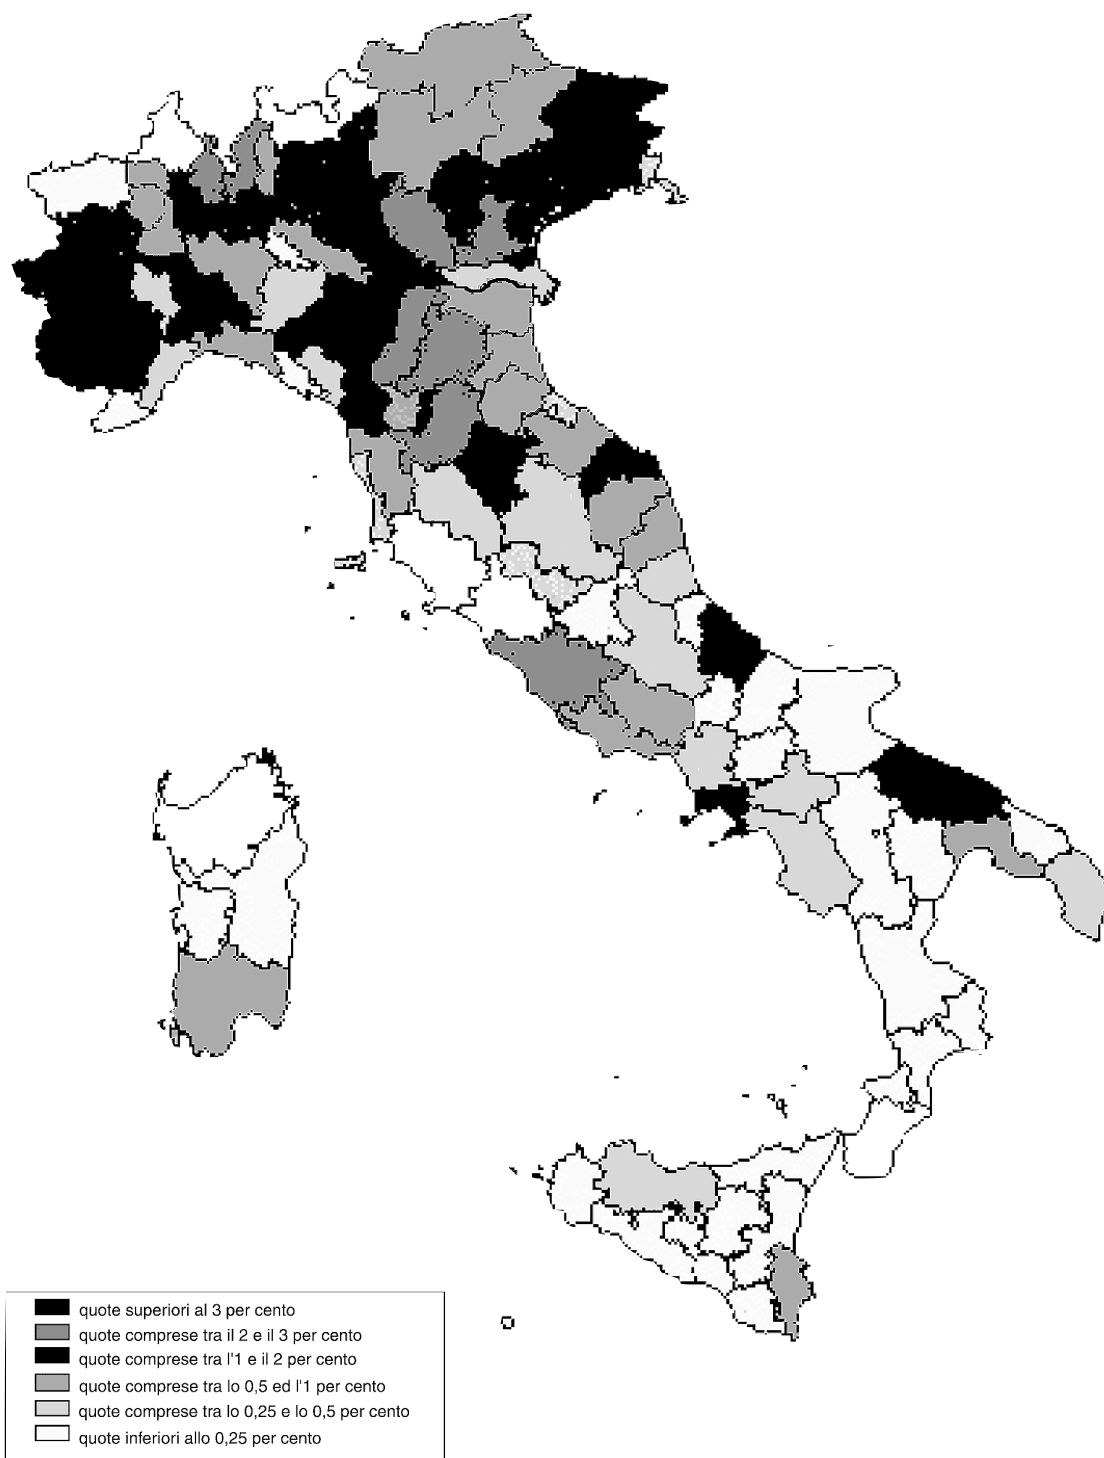 quote superiori al 3 per cento
quote comprese tra il 2 e il 3 per cento
quote comprese tra l'1 e il 2 per cento
quote comprese tra lo 0,5 ed l'1 per cento
quote comprese tra lo 0,25 e lo 0,5 per cento
quote inferiori allo 0,25 per cento